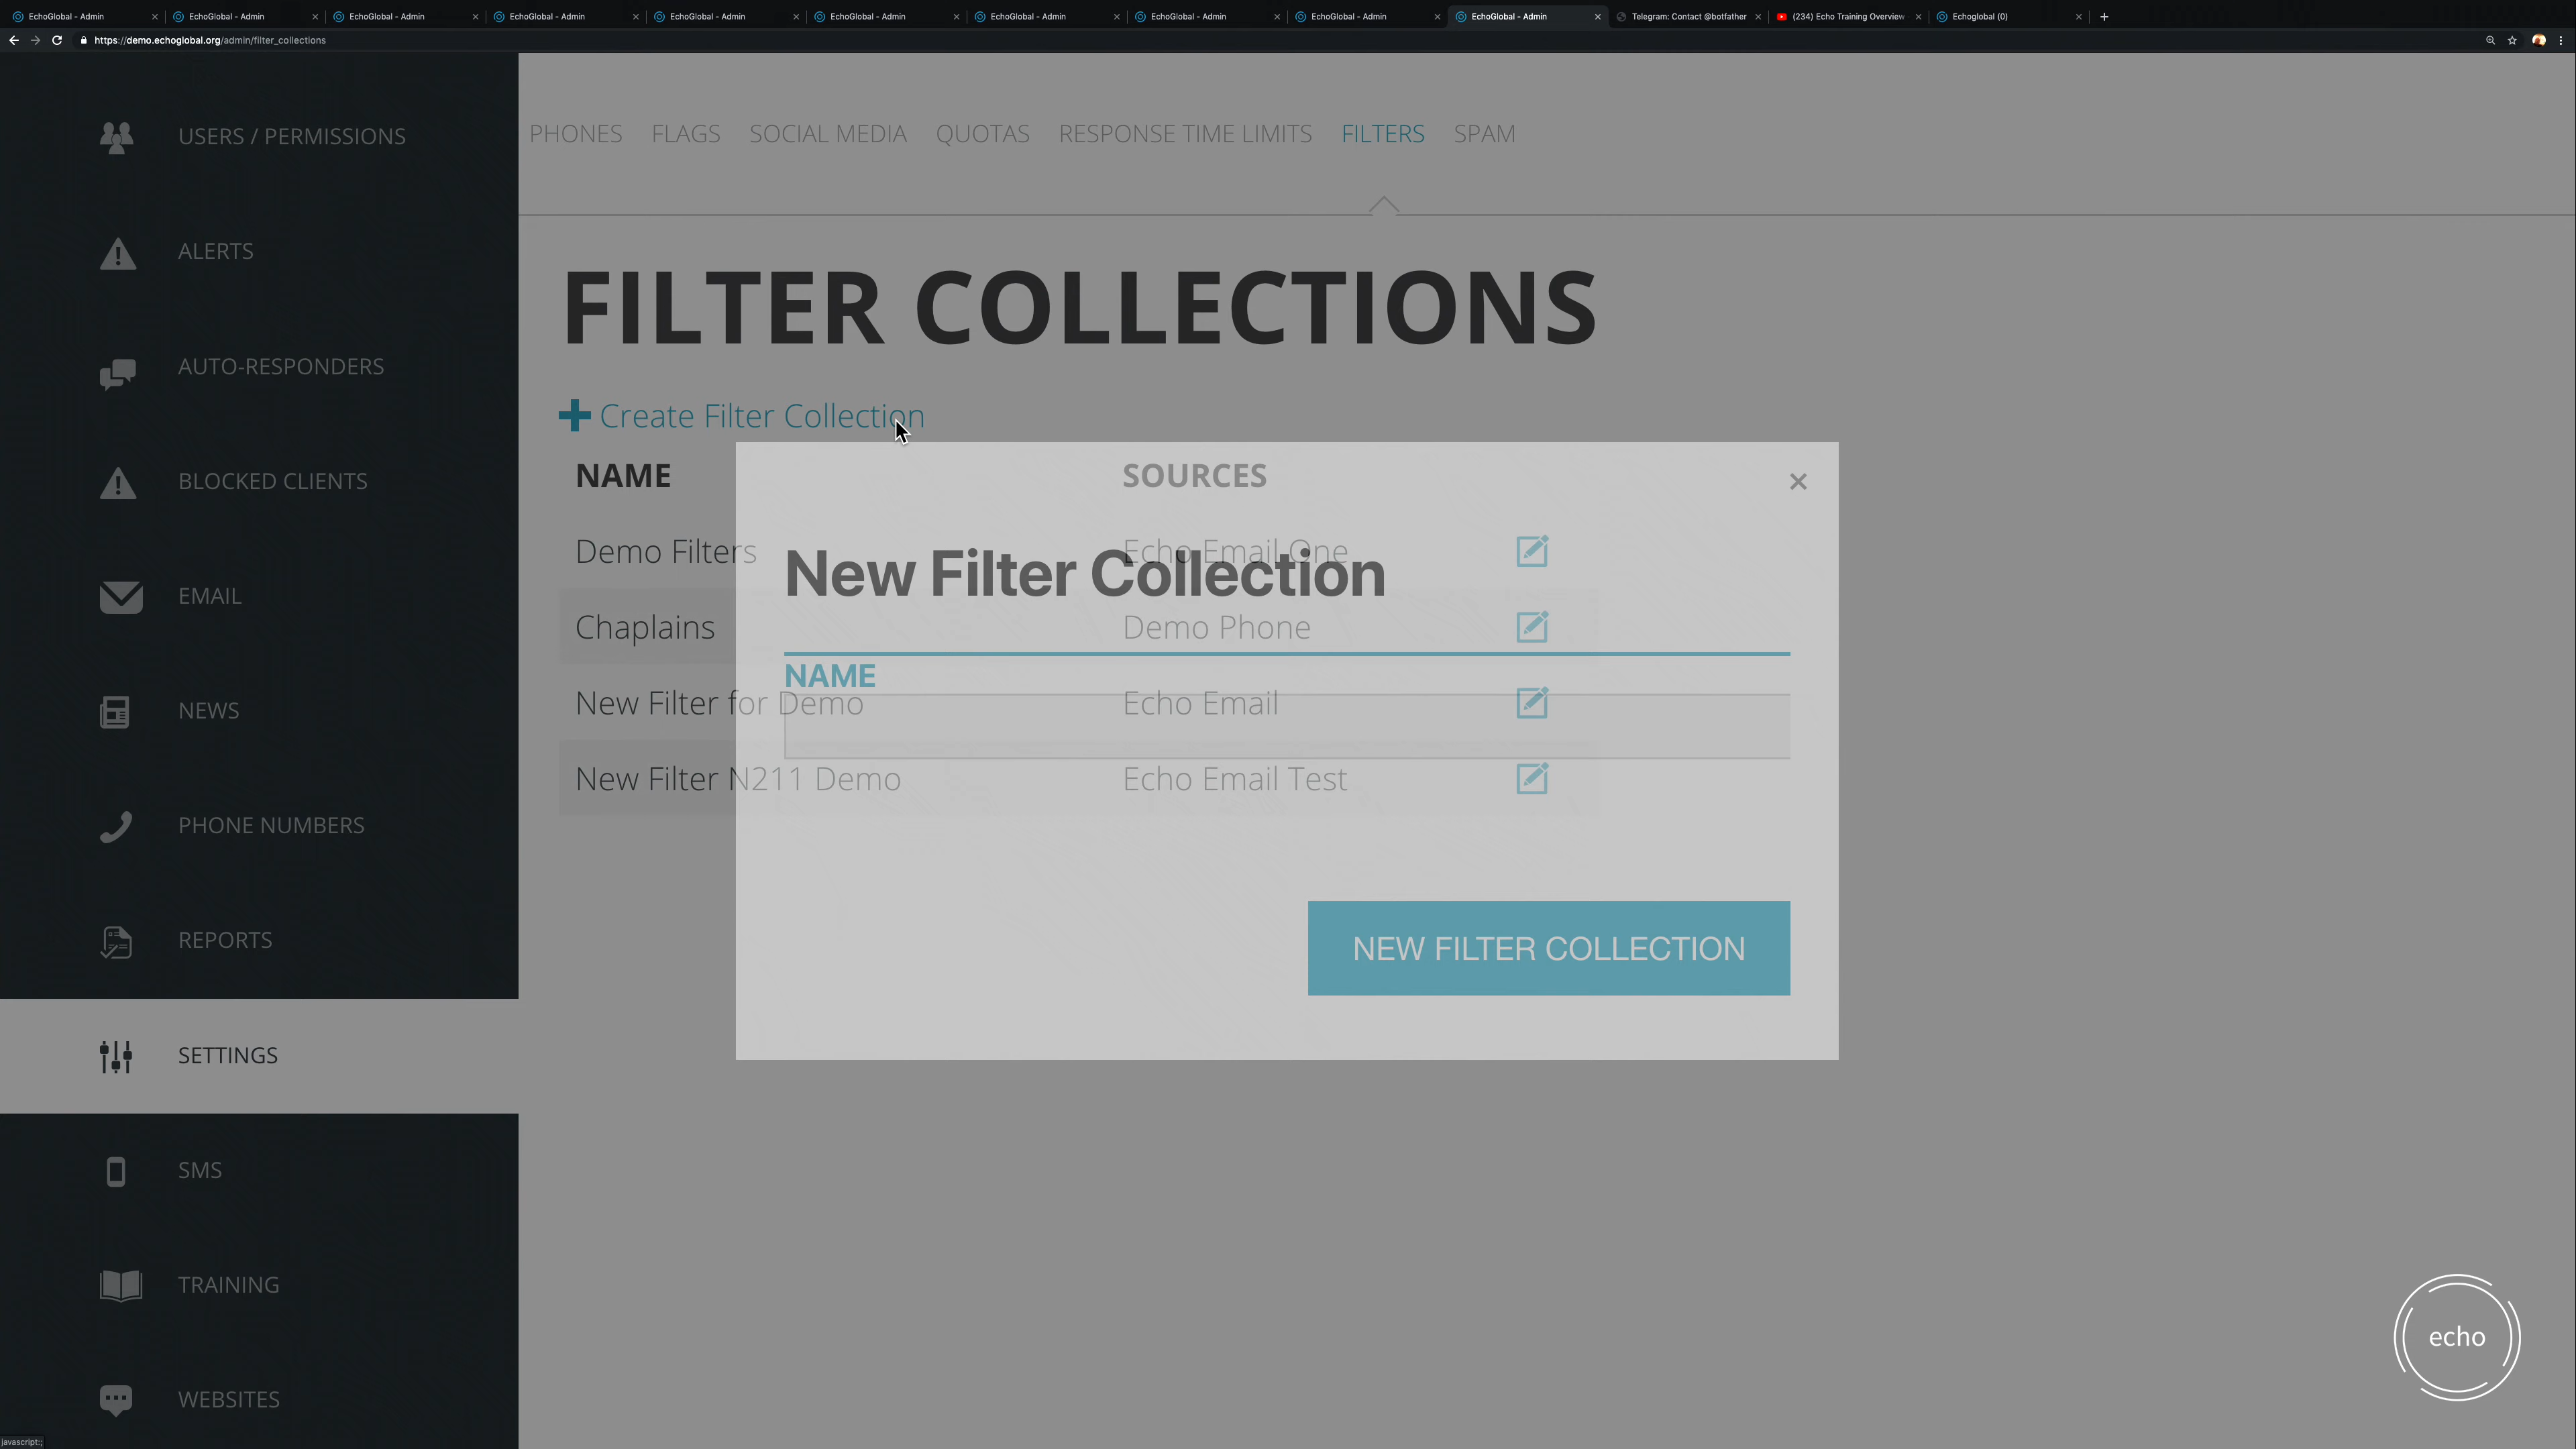 EchoGlobal - Admin
EchoGlobal - Admin
EchoGlobal - Admin
EchoGlobal - Admin
EchoGlobal - Admin
EchoGlobal - Admin
EchoGlobal - Admin
EchoGlobal - Admin
EchoGlobal - Admin
EchoGlobal - Admin
Telegram: Contact @botfather
(234) Echo Training Overview
Echoglobal (0)
https://demo.echoglobal.org/admin/filter_collections
USERS / PERMISSIONS
ALERTS
AUTO-RESPONDERS
BLOCKED CLIENTS
EMAIL
NEWS
PHONE NUMBERS
REPORTS
SETTINGS
SMS
TRAINING
WEBSITES
PHONES
FLAGS
SOCIAL MEDIA
QUOTAS
RESPONSE TIME LIMITS
FILTERS
SPAM
FILTER COLLECTIONS
Create Filter Collection
NAME SOURCES
Demo Filters Echo Email One
Chaplains Demo Phone
New Filter for Demo Echo Email
New Filter N211 Demo Echo Email Test
New Filter Collection
NAME
NEW FILTER COLLECTION
echo
javascript:;